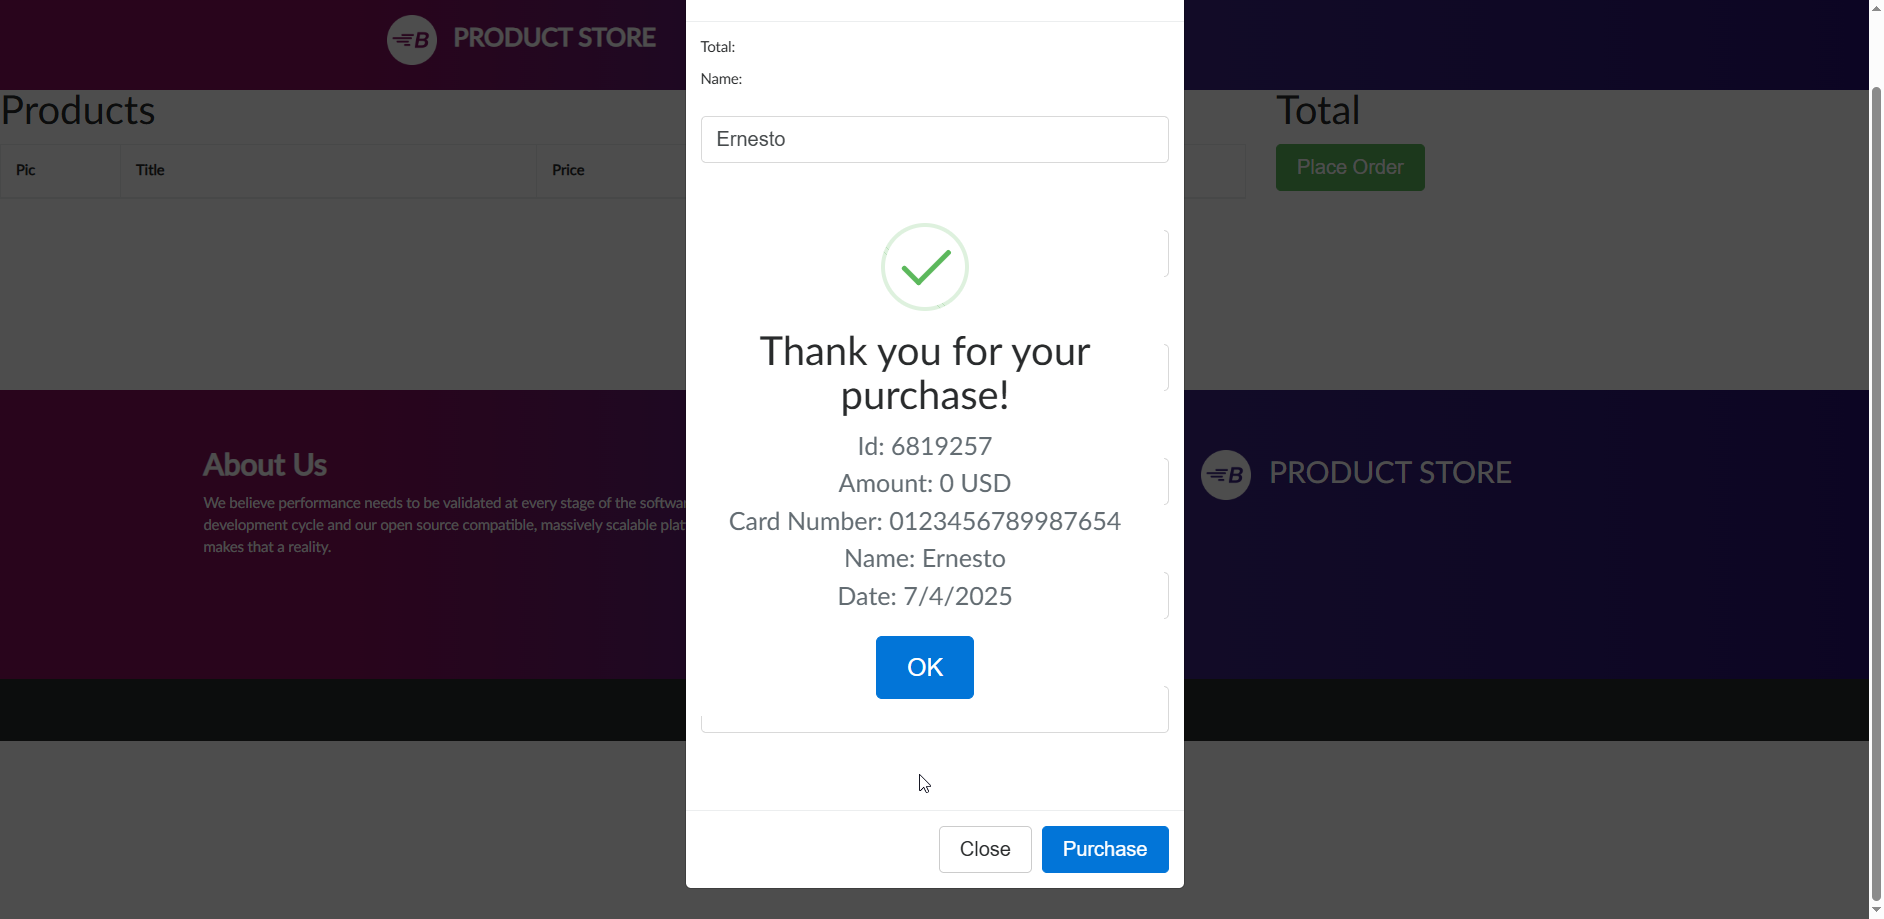 B PRODUCT STORE
Total:
Name:
Ernesto
Products
Pic Title Price
Total
Place Order
Thank you for your
purchase!
Id: 6819257
Amount: 0 USD
Card Number: 0123456789987654
Name: Ernesto
Date: 7/4/2025
OK
Close Purchase
About Us
We believe performance needs to be validated at every stage of the softwar
development cycle and our open source compatible, massively scalable plat
makes that a reality.
B PRODUCT STORE